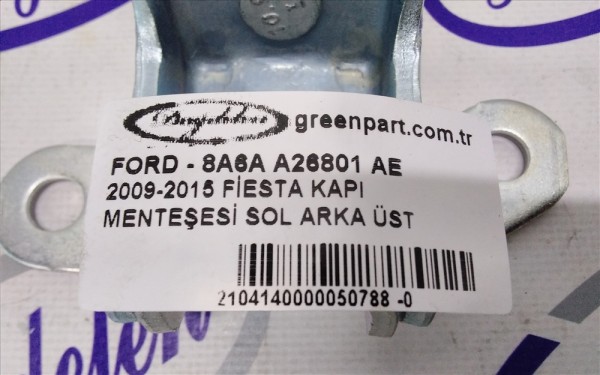 greenpart.com.tr
FORD - 8A6A A26801 AE
2009-2015 FİESTA KAPI
MENTEŞESİ SOL ARKA ÜST
2104140000050788 -0